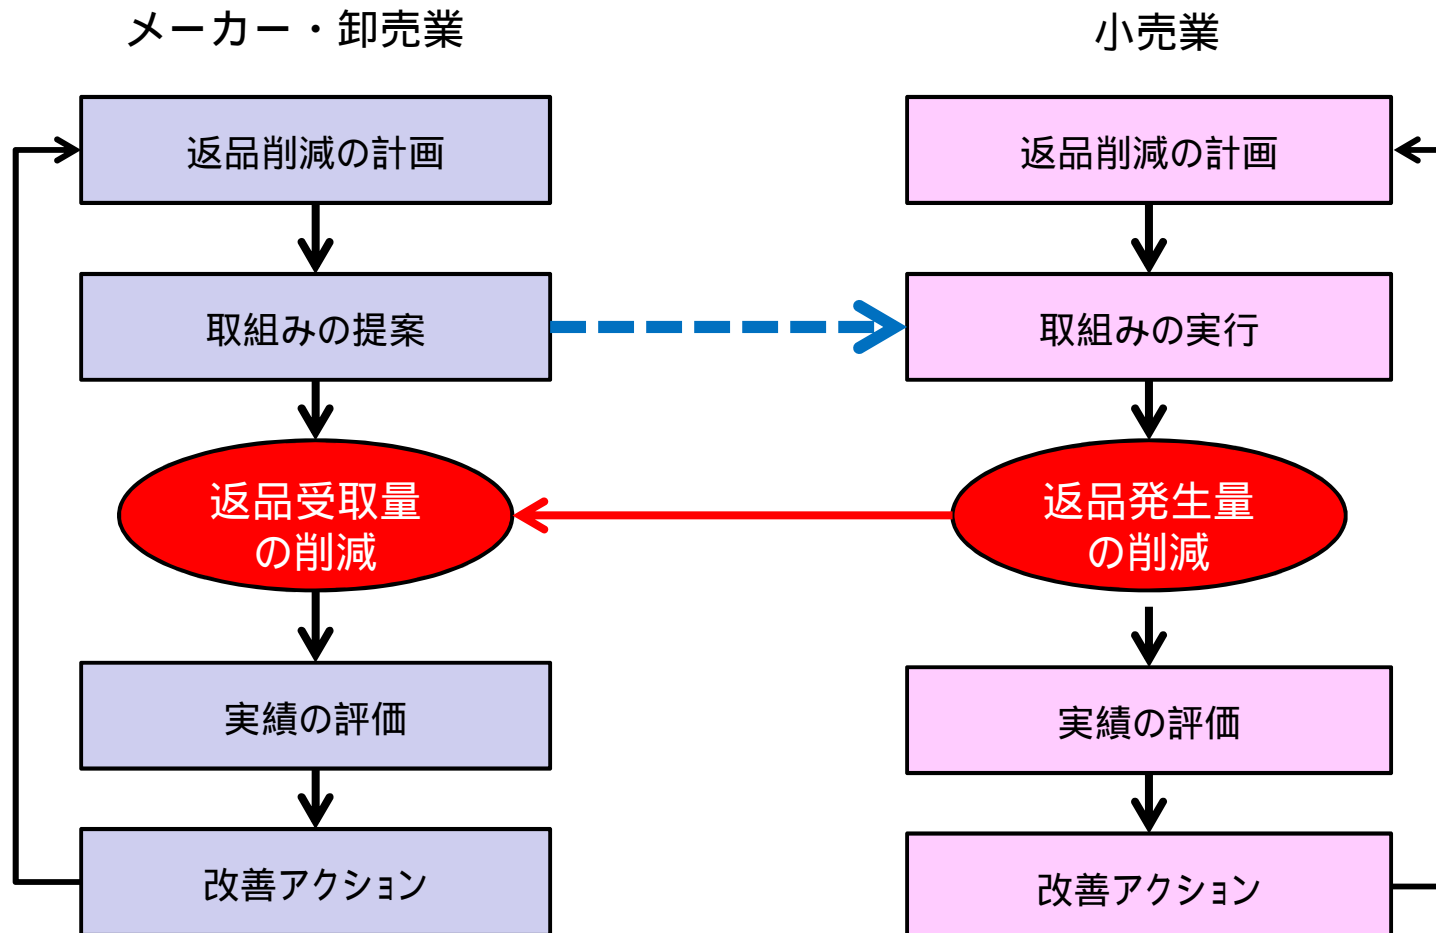 メーカー・卸売業
小売業
返品削減の計画
返品削減の計画
取組みの提案
取組みの実行
返品受取量
の削減
返品発生量
の削減
実績の評価
実績の評価
改善アクション
改善アクション